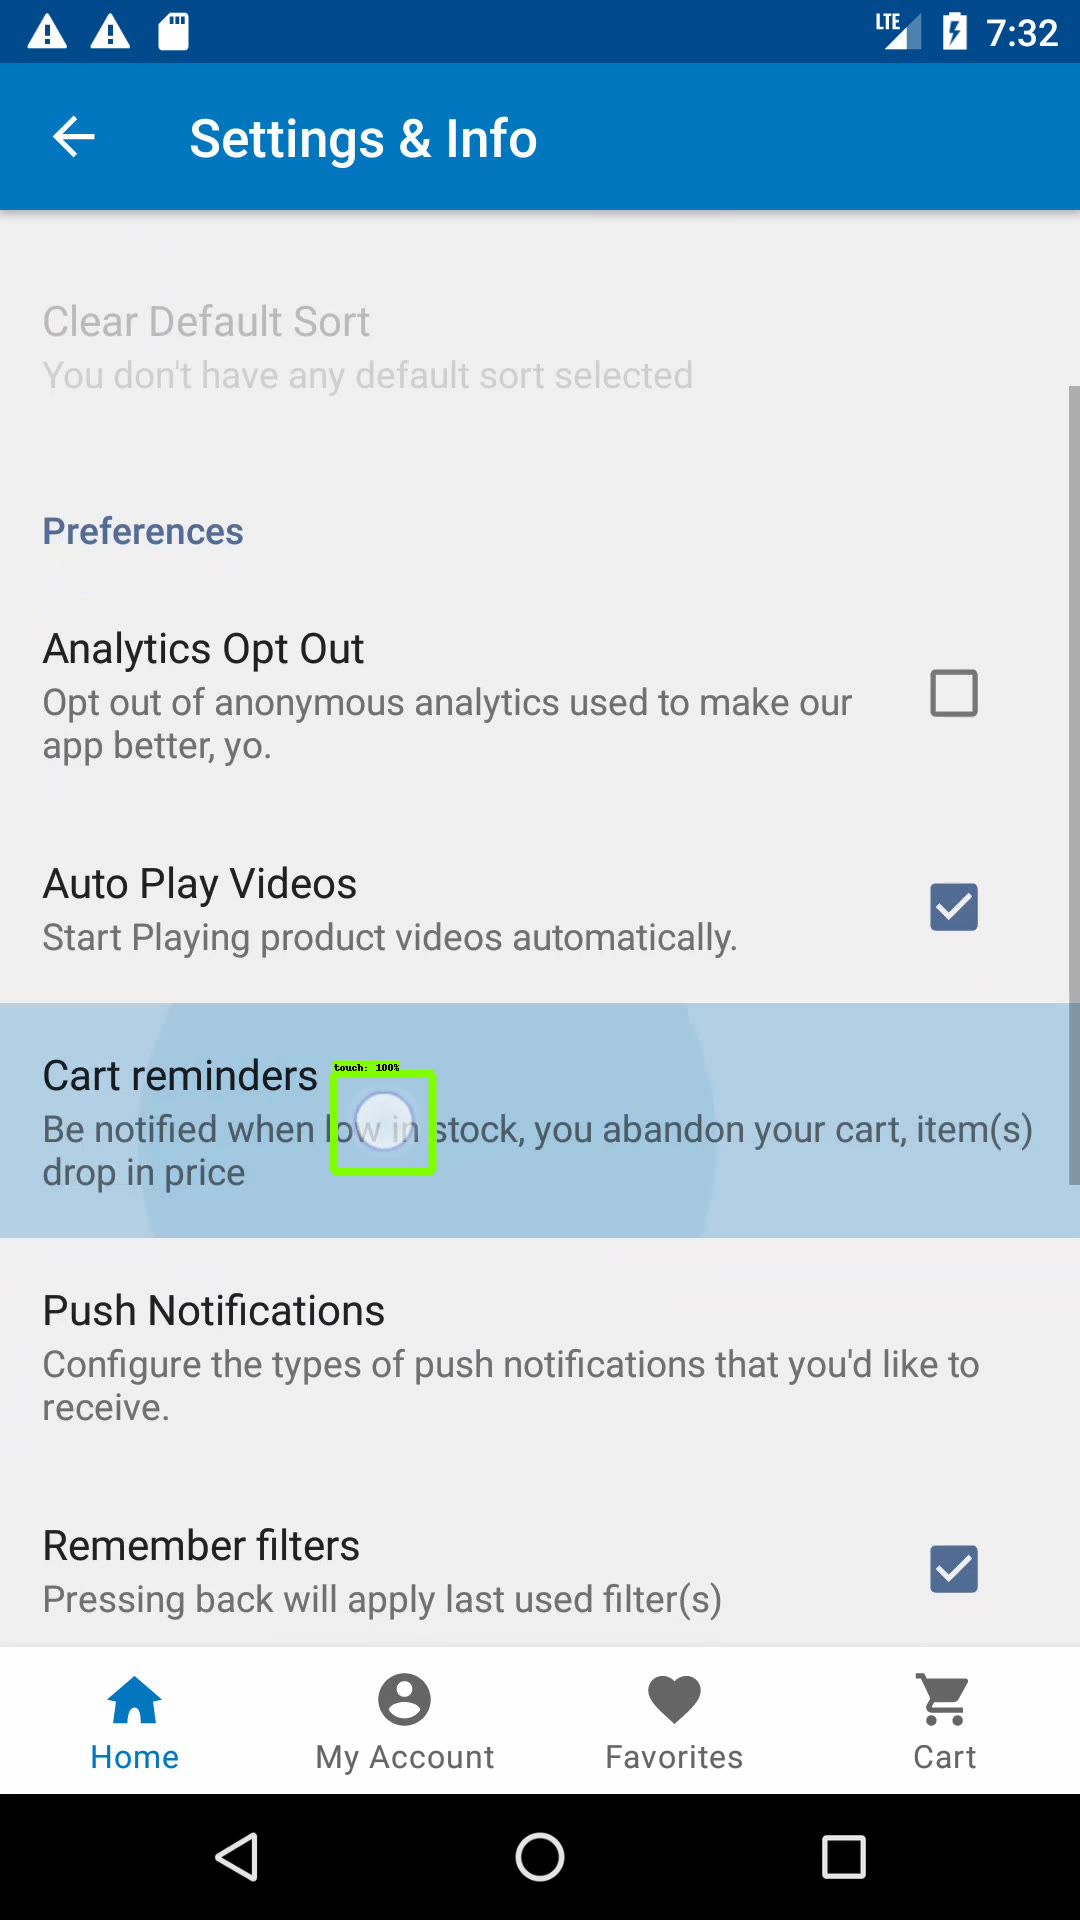 LTE 7:32
Settings & Info
Clear Default Sort
You don't have any default sort selected
Preferences
Analytics Opt Out
Opt out of anonymous analytics used to make our
app better, yo.
Auto Play Videos
Start Playing product videos automatically.
Cart reminders
touch: 100%
Be notified when low in stock, you abandon your cart, item(s)
drop in price
Push Notifications
Configure the types of push notifications that you'd like to
receive.
Remember filters
Pressing back will apply last used filter(s)
Home My Account Favorites Cart